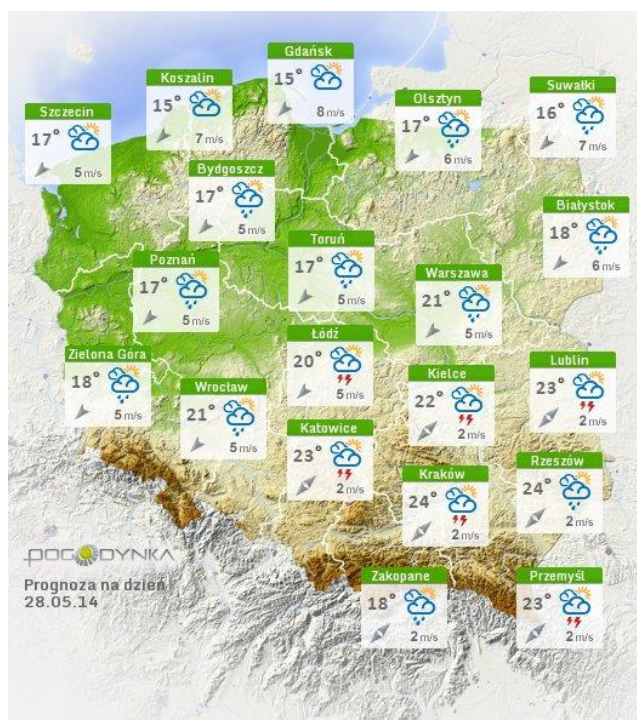 Gdańsk
15°
8 m/s
Koszalin
15°
7 m/s
Suwałki
16°
7 m/s
Olsztyn
17°
6 m/s
Szczecin
17°
5 m/s
Bydgoszcz
17°
5 m/s
Białystok
18°
6 m/s
Toruń
17°
5 m/s
Poznań
17°
5 m/s
Warszawa
21°
5 m/s
Łódź
20°
5 m/s
Zielona Góra
18°
5 m/s
Lublin
23°
2 m/s
Kielce
22°
2 m/s
Wrocław
21°
5 m/s
Katowice
23°
2 m/s
Rzeszów
24°
2 m/s
Kraków
24°
2 m/s
POGODYNKA
Prognoza na dzień
28.05.14
Zakopane
18°
2 m/s
Przemyśl
23°
2 m/s